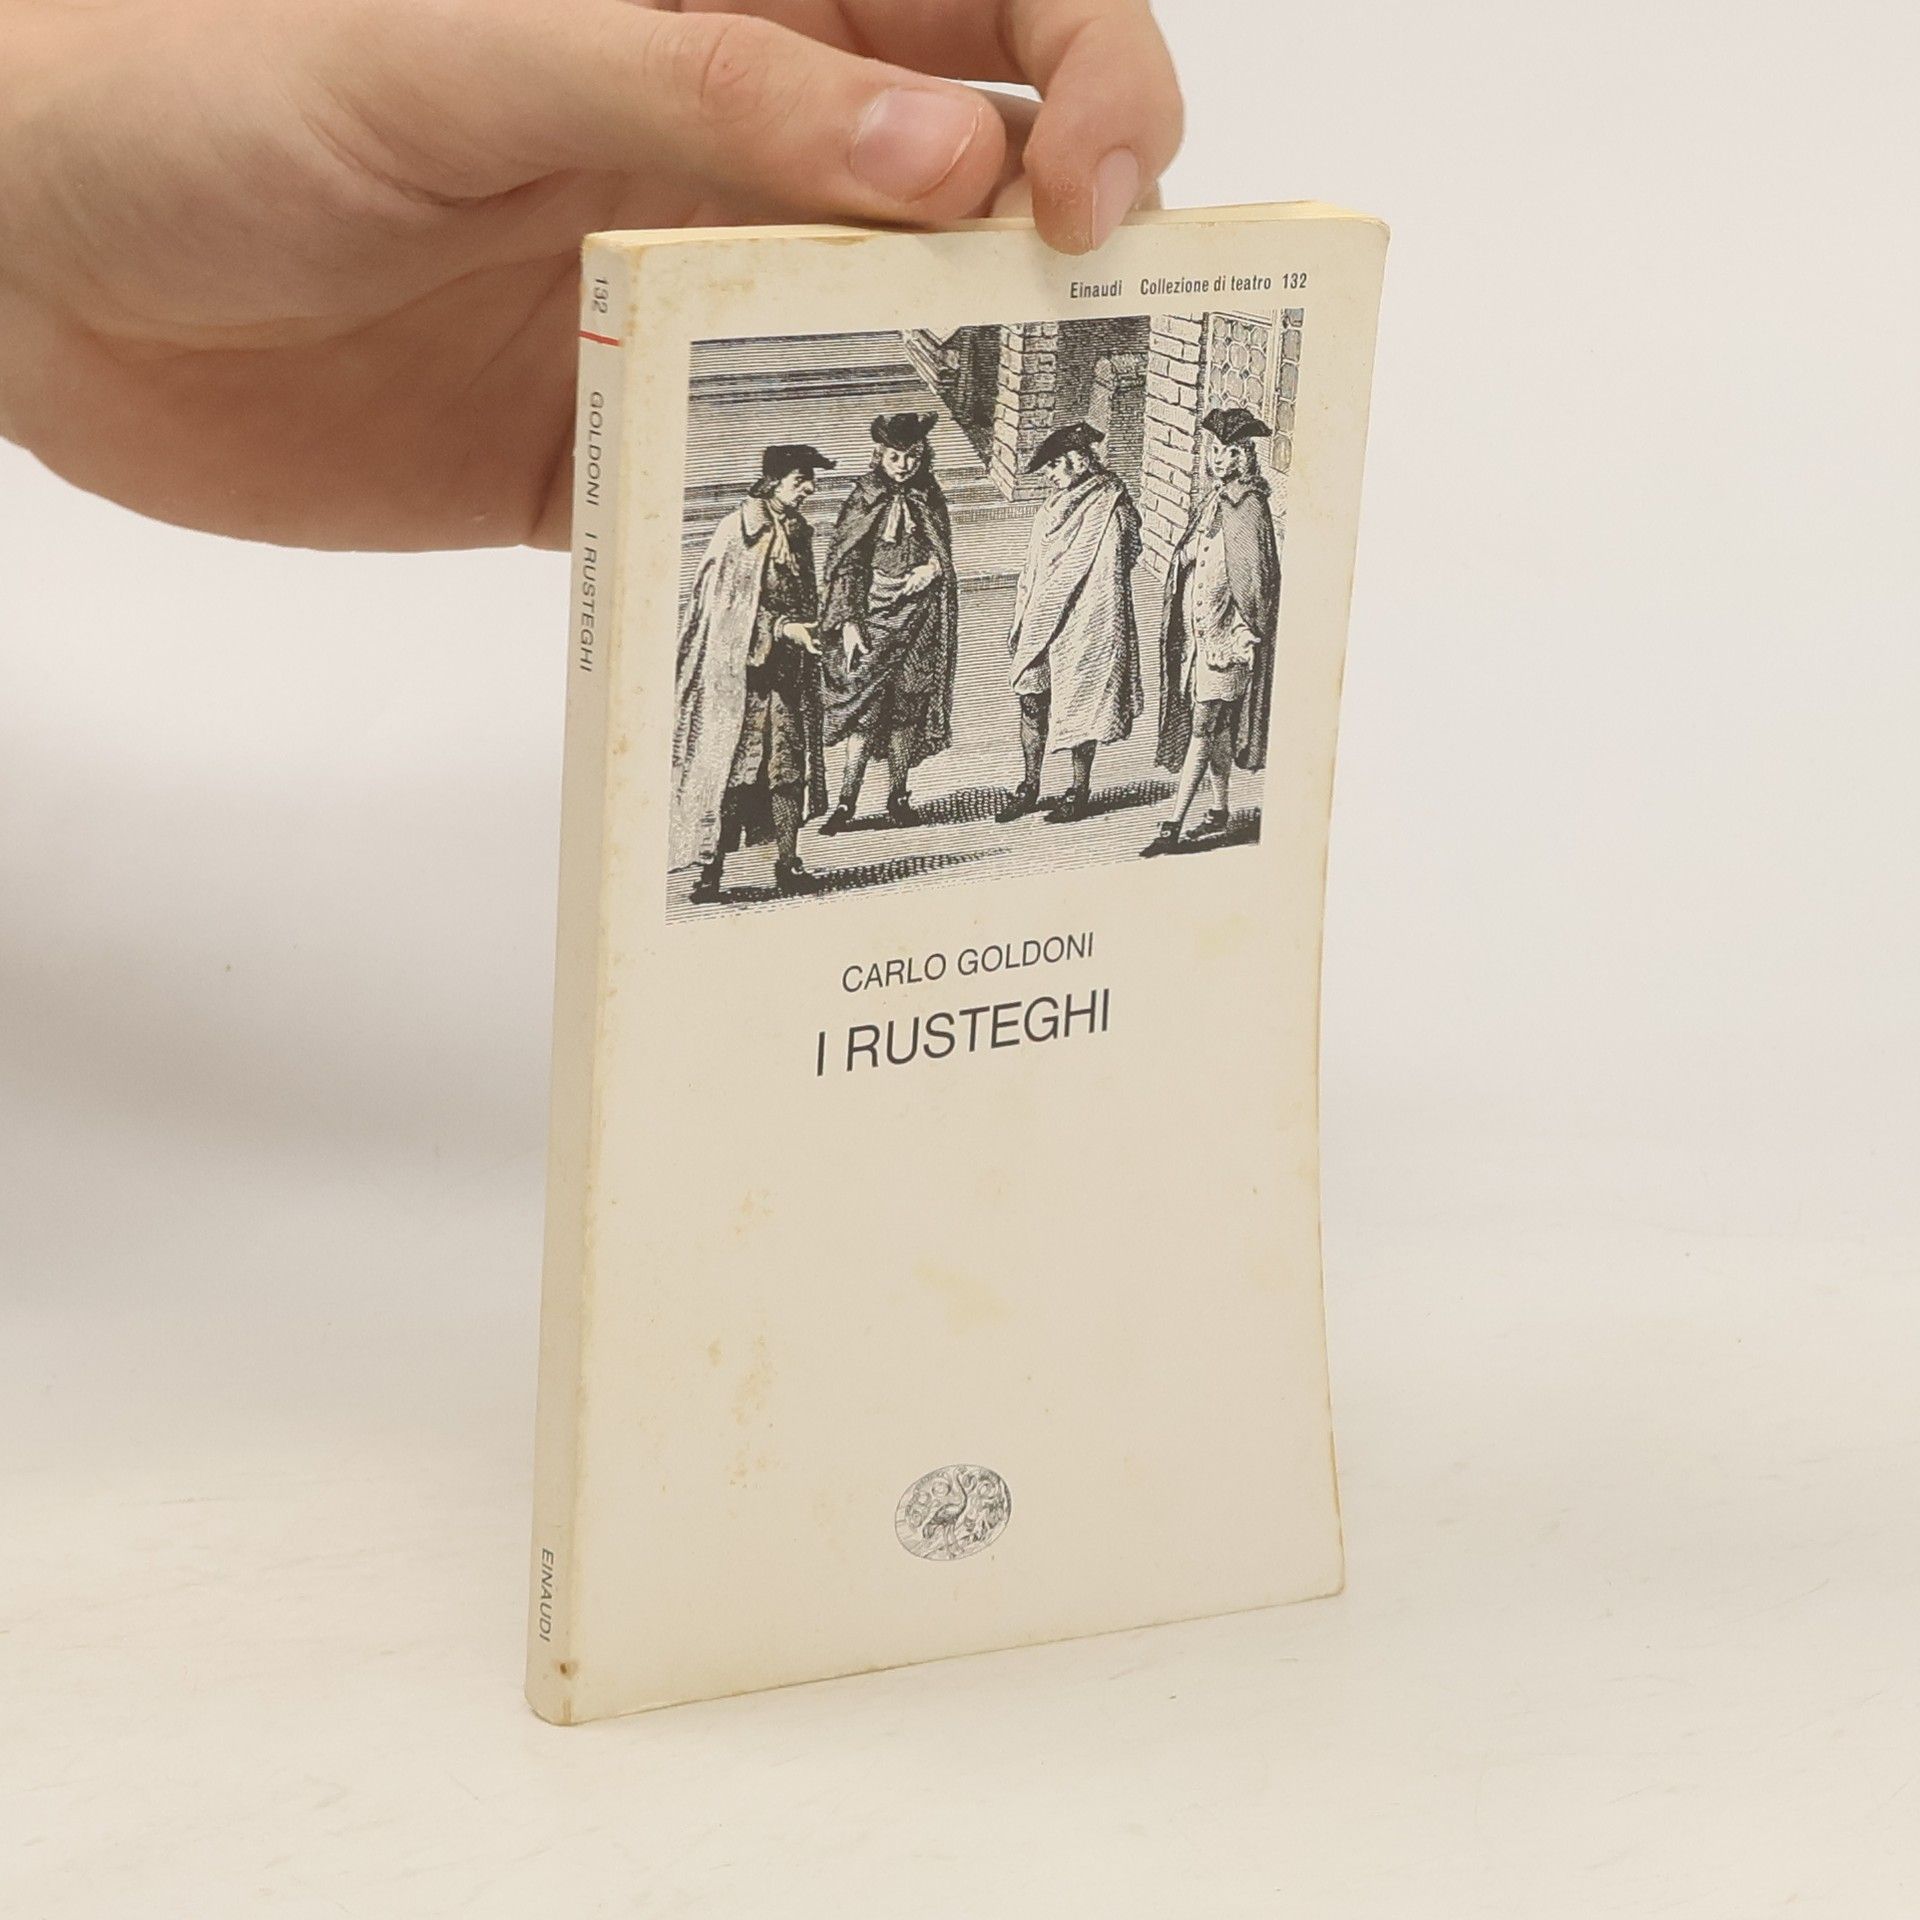 Einaudi Collezione di teatro 132
CARLO GOLDONI
I RUSTEGHI
132
GOLDONI I RUSTEGHI
EINAUDI